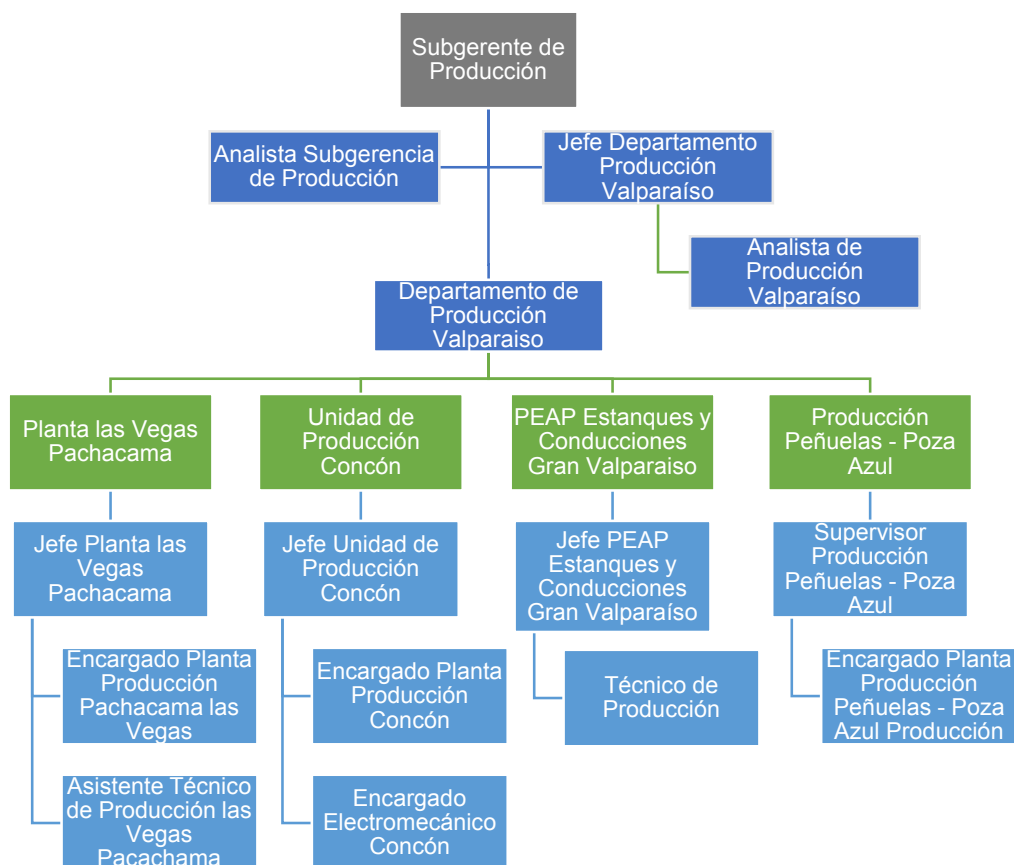 Subgerente de
Producción
Analista Subgerencia
de Producción
Jefe Departamento
Producción
Valparaíso
Analista de
Producción
Valparaíso
Departamento de
Producción
Valparaiso
Planta las Vegas
Pachacama
Unidad de
Producción
Concón
PEAP Estanques y
Conducciones
Gran Valparaiso
Producción
Peñuelas - Poza
Azul
Jefe Planta las
Vegas
Pachacama
Jefe Unidad de
Producción
Concón
Jefe PEAP
Estanques y
Conducciones
Gran Valparaíso
Supervisor
Producción
Peñuelas - Poza
Azul
Encargado Planta
Producción
Pachacama las
Vegas
Encargado Planta
Producción
Concón
Técnico de
Producción
Encargado Planta
Producción
Peñuelas - Poza
Azul Producción
Asistente Técnico
de Producción las
Vegas
Pacachama
Encargado
Electromecánico
Concón